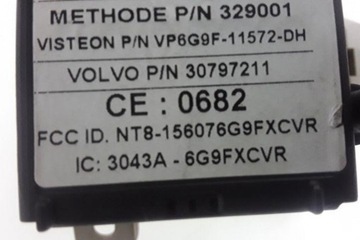 METHODE P/N 329001
VISTEON P/N VP6G9F-11572-DH
VOLVO P/N 30797211
CE : 0682
FCC ID. NT8-156076G9FXCVR
IC: 3043A - 6G9FXCVR